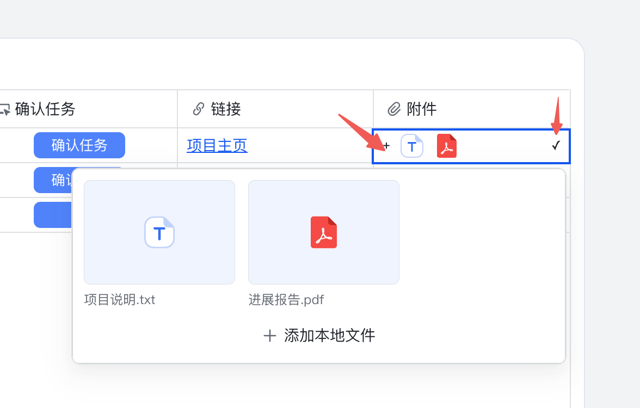 确认任务 链接 附件
确认任务 项目主页 + T ✓
确
T
项目说明.txt 进展报告.pdf
+ 添加本地文件